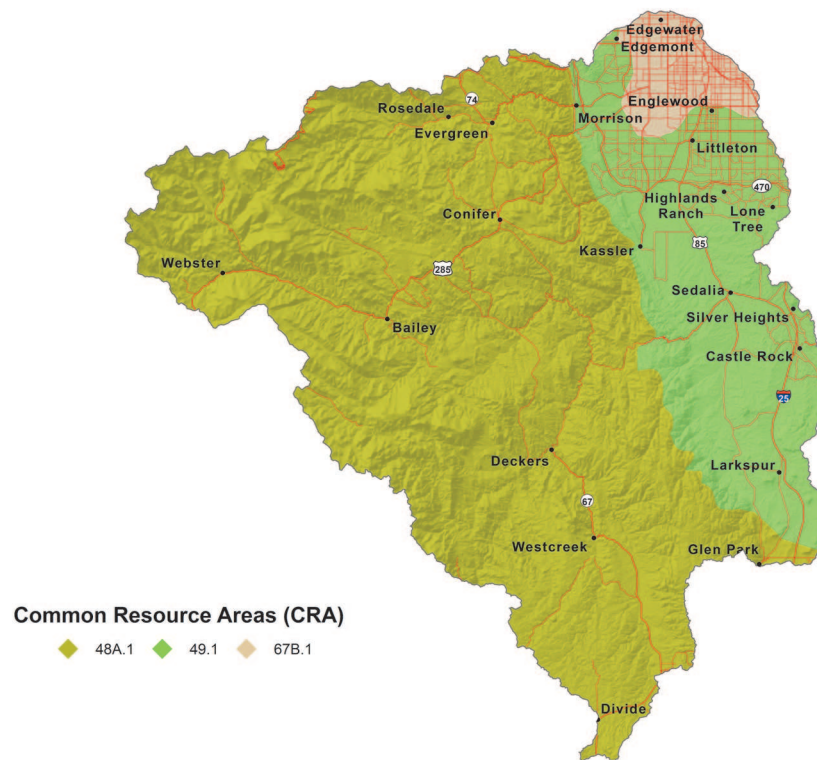 Edgewater
Edgemont
74
Rosedale
Englewood
Morrison
Evergreen
Littleton
470
Highlands
Ranch
Lone
Tree
Conifer
85
Kassler
285
Webster
Sedalia
Silver Heights
Bailey
Castle Rock
25
Deckers
Larkspur
67
Westcreek
Glen Park
Common Resource Areas (CRA)
48A.1 49.1 67B.1
Divide